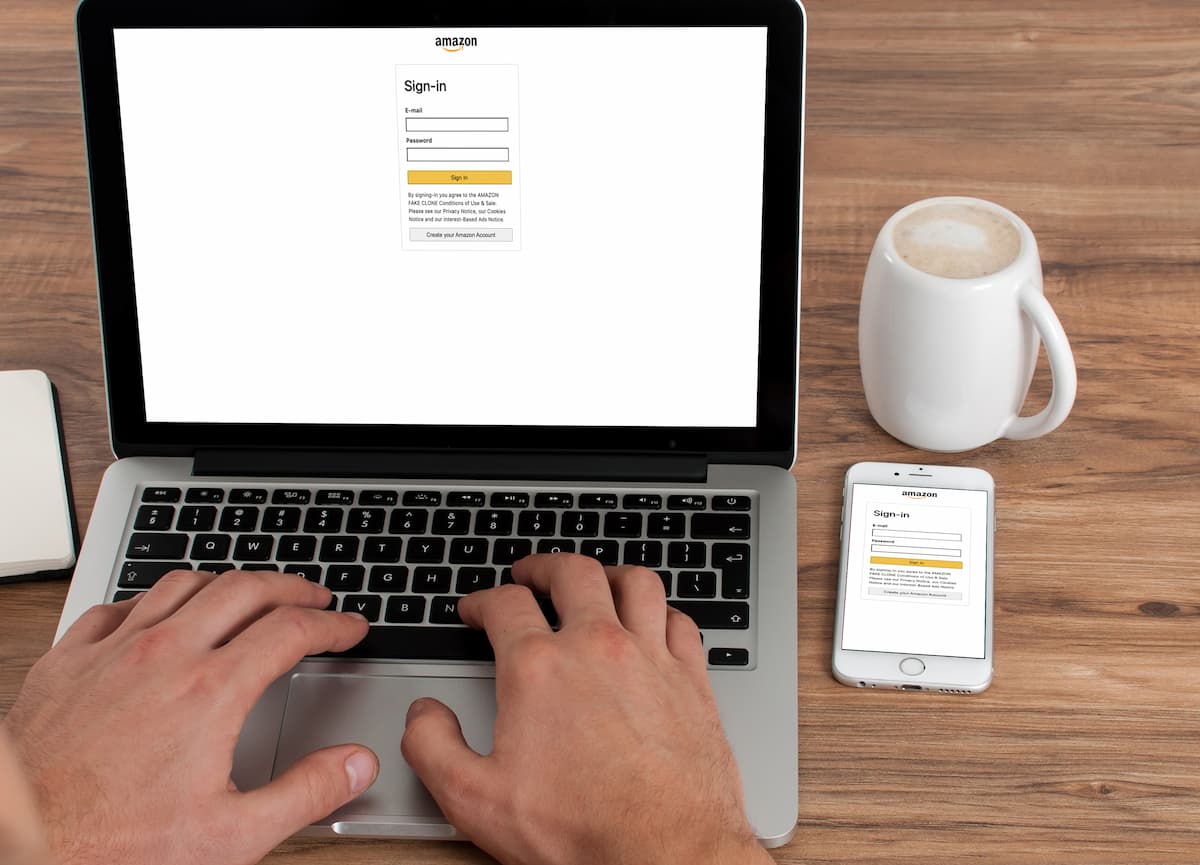 amazon
Sign-in
E-mail
Password
Sign in
By signing-in you agree to the AMAZON
FAKE CLONE Conditions of Use & Sale.
Please see our Privacy Notice, our Cookies
Notice and our Interest-Based Ads Notice.
Create your Amazon Account
esc
! @ # $ % ^ & * ( )
1 2 3 4 5 6 7 8 9 0
Q W E R T Y U I O P
F G H J
V B N
amazon
Sign-in
E-mail
Password
Sign in
By signing-in you agree to the AMAZON
FAKE CLONE Conditions of Use & Sale.
Please see our Privacy Notice, our Cookies
Notice and our Interest-Based Ads Notice.
Create your Amazon Account